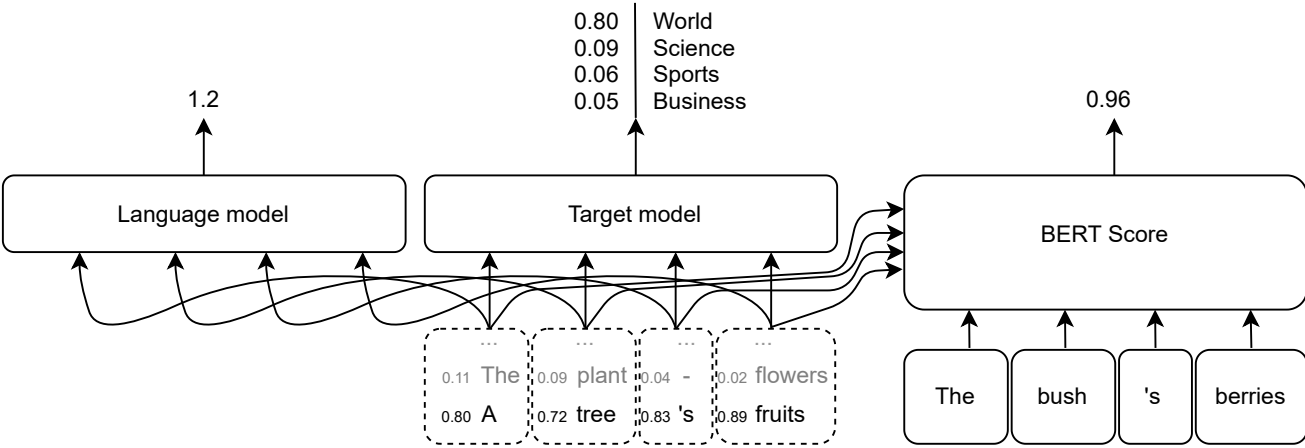 0.80 World
0.09 Science
0.06 Sports
0.05 Business
1.2
0.96
Language model
Target model
BERT Score
... ... ... ...
0.11 The 0.09 plant 0.04 - 0.02 flowers
0.80 A 0.72 tree 0.83 's 0.89 fruits
The bush 's berries